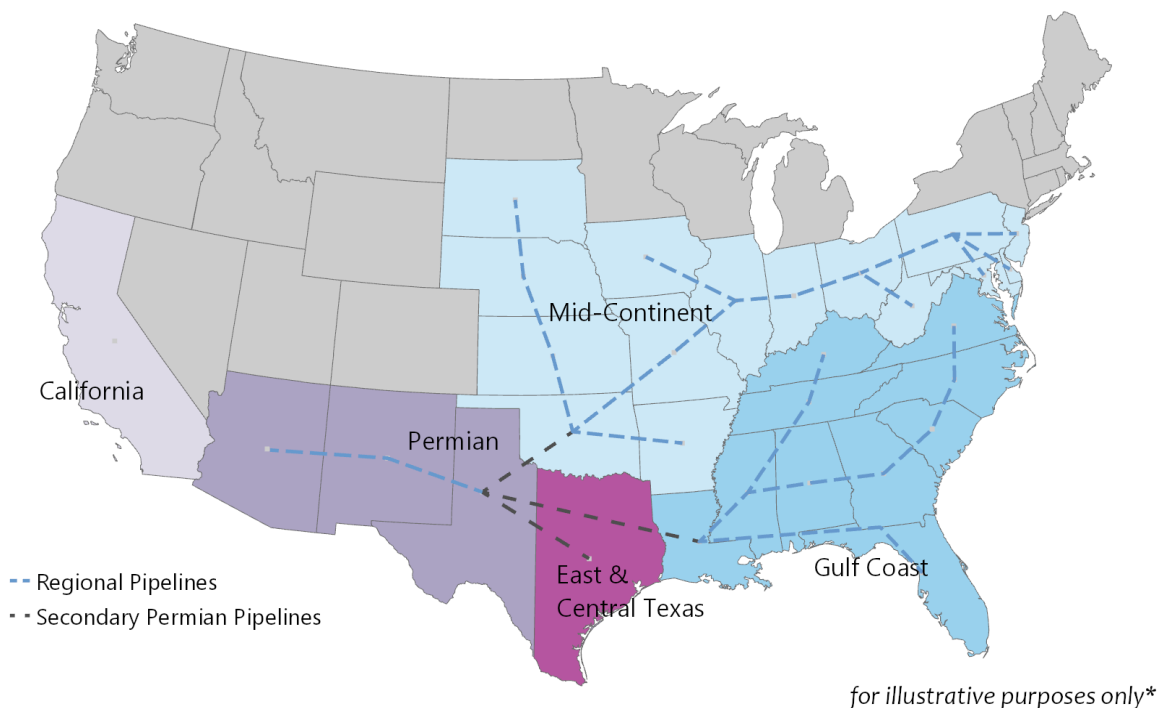 Mid-Continent
California
Permian
East &
Central Texas
Gulf Coast
Regional Pipelines
Secondary Permian Pipelines
for illustrative purposes only*